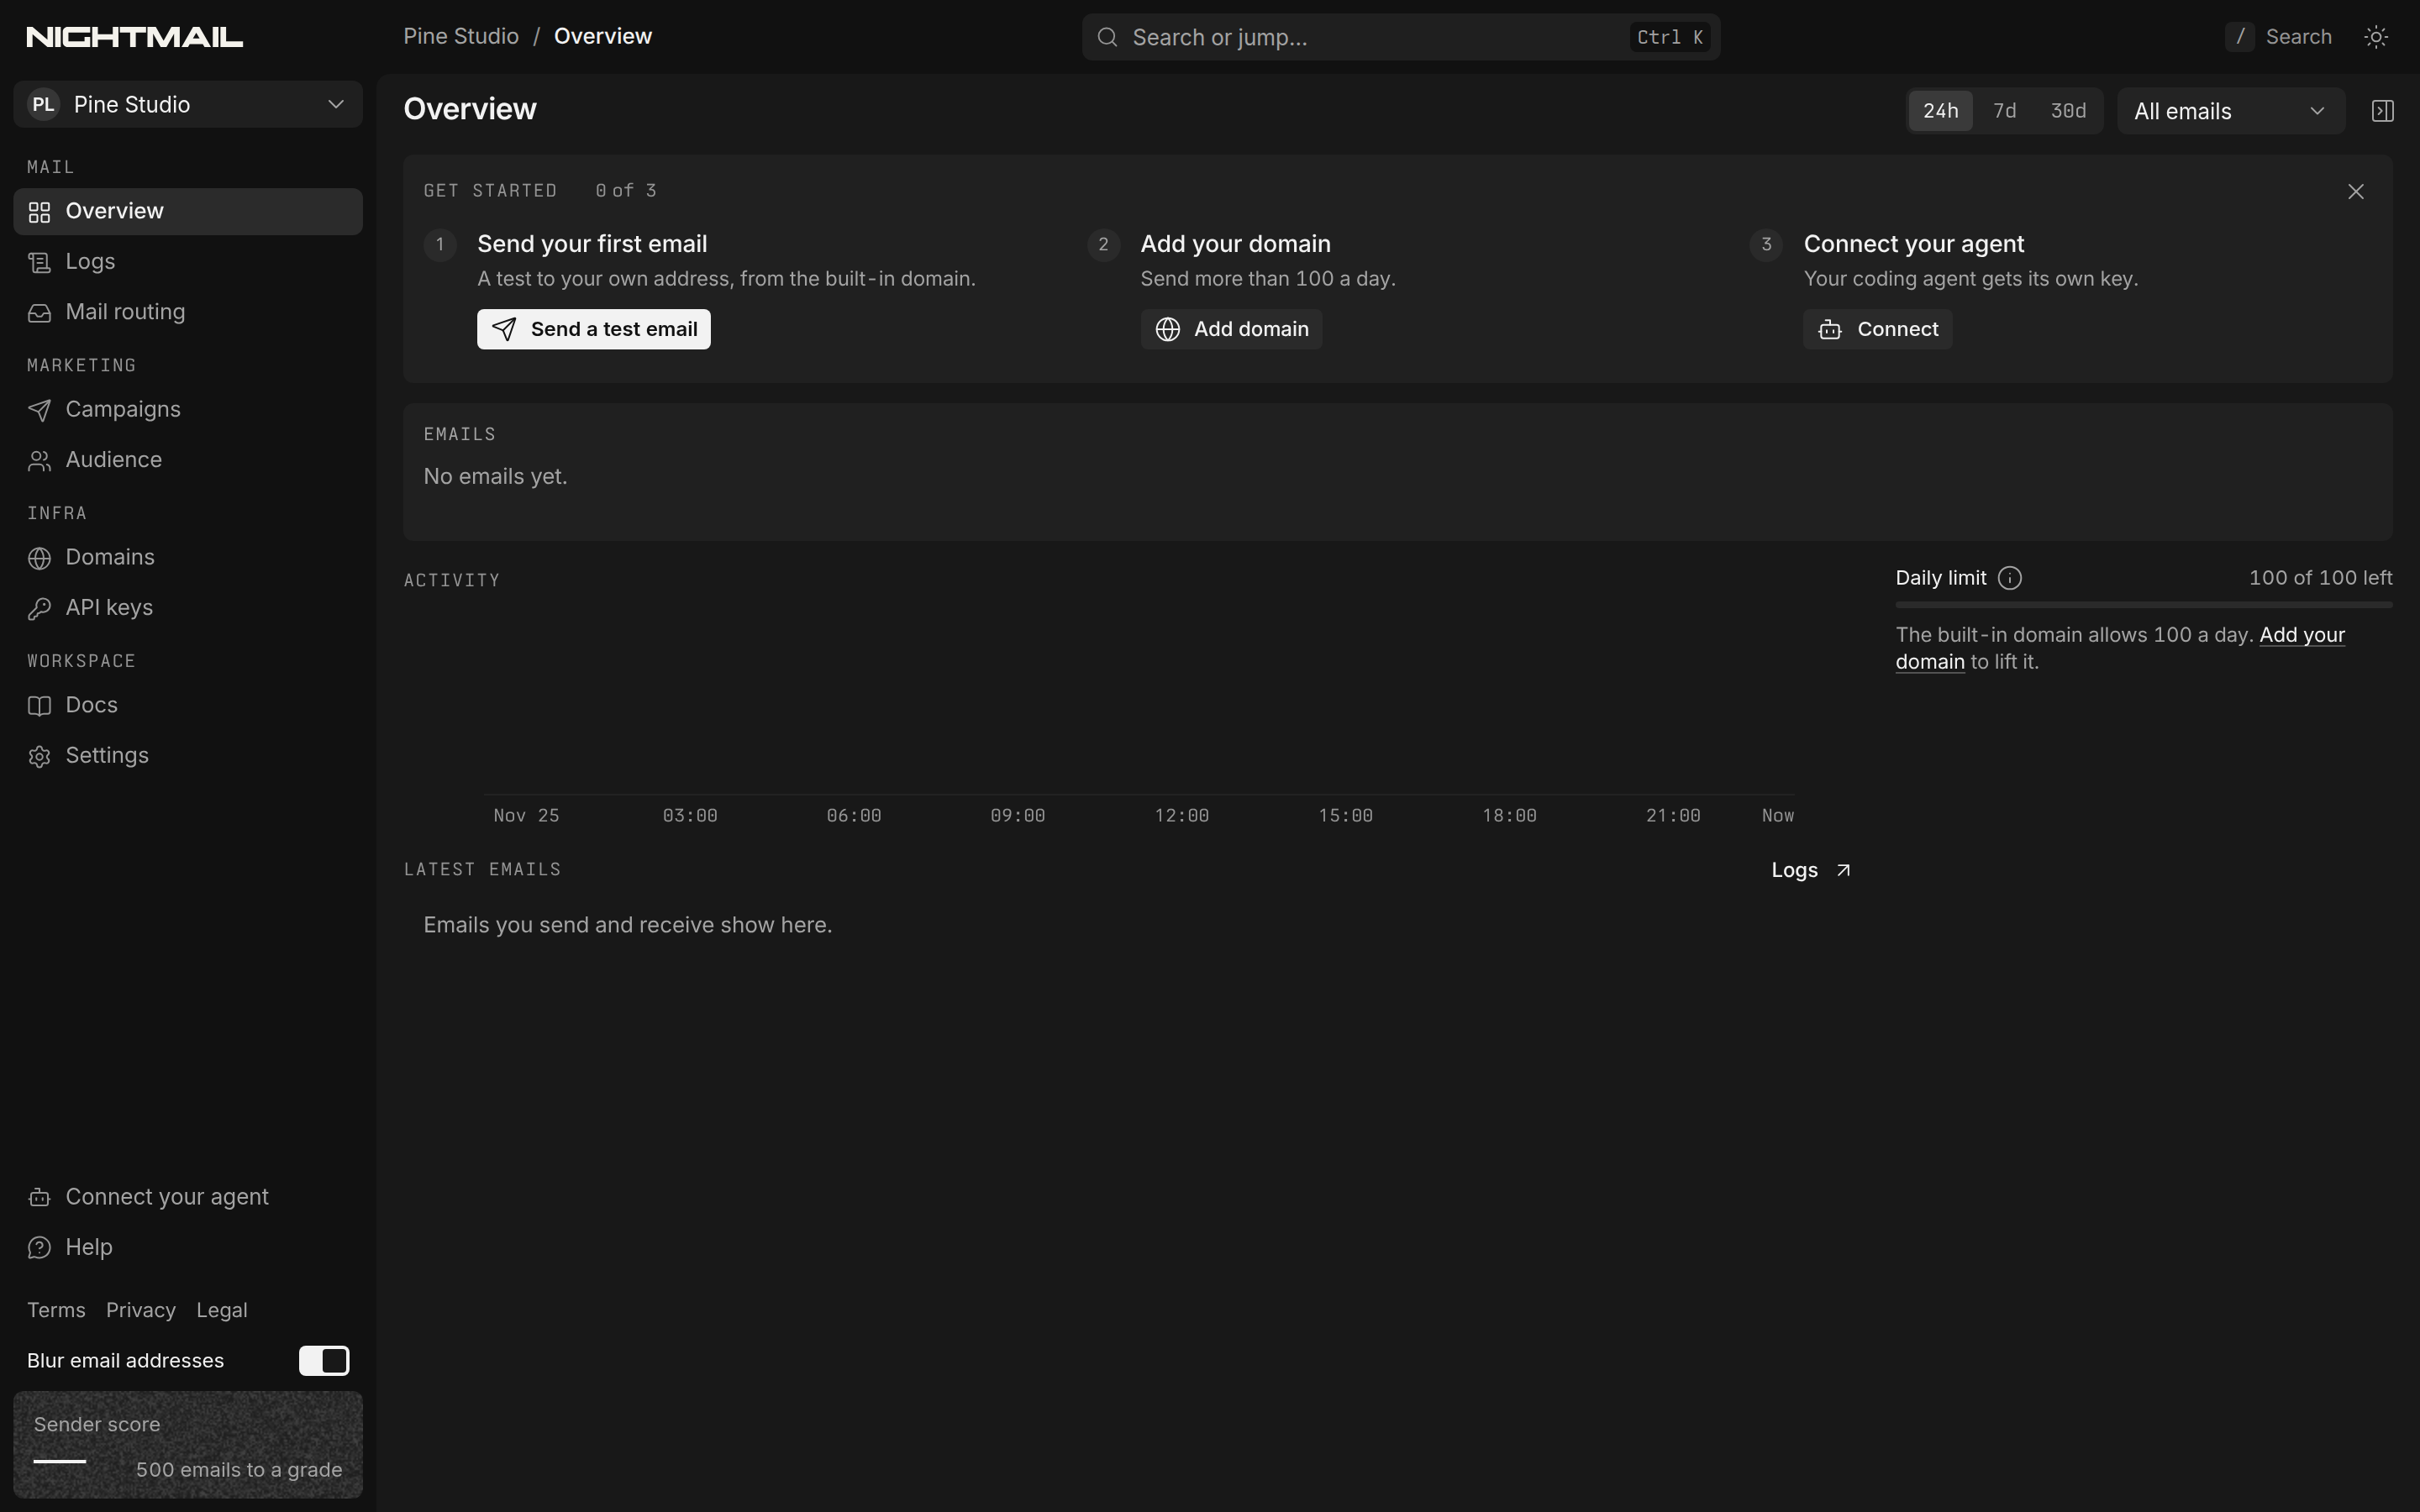 NIGHTMAIL
Pine Studio / Overview
Search or jump...
Ctrl K
/ Search
PL Pine Studio
MAIL
Overview
Logs
Mail routing
MARKETING
Campaigns
Audience
INFRA
Domains
API keys
WORKSPACE
Docs
Settings
Connect your agent
Help
Terms Privacy Legal
Blur email addresses
Sender score
500 emails to a grade
Overview
24h 7d 30d
All emails
GET STARTED 0 of 3
1 Send your first email
A test to your own address, from the built-in domain.
Send a test email
2 Add your domain
Send more than 100 a day.
Add domain
3 Connect your agent
Your coding agent gets its own key.
Connect
EMAILS
No emails yet.
ACTIVITY
Nov 25 03:00 06:00 09:00 12:00 15:00 18:00 21:00 Now
Daily limit 100 of 100 left
The built-in domain allows 100 a day. Add your
domain to lift it.
LATEST EMAILS
Logs
Emails you send and receive show here.